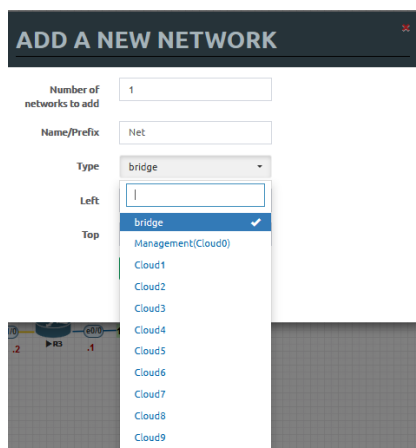 ADD A NEW NETWORK
Number of
networks to add
1
Name/Prefix
Net
Type
bridge
Left
Top
bridge
Management(Cloud0)
Cloud1
Cloud2
Cloud3
Cloud4
Cloud5
Cloud6
Cloud7
Cloud8
Cloud9
e0/0
.2
R3
.1